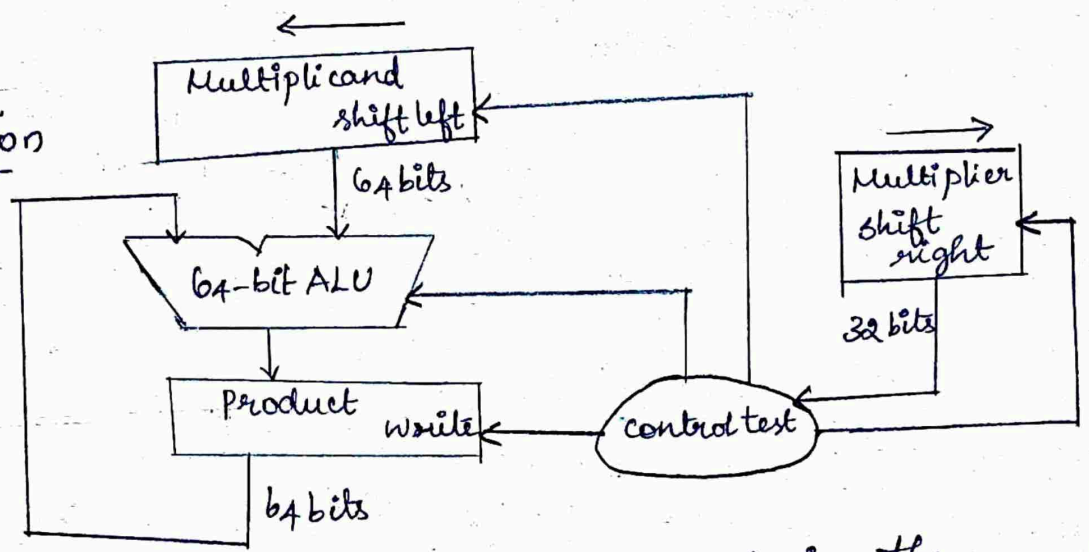 on
Multiplicand
shift left
64 bits.
Multiplier
shift
right
64-bit ALU
32 bits
Product
write
control test
64 bits